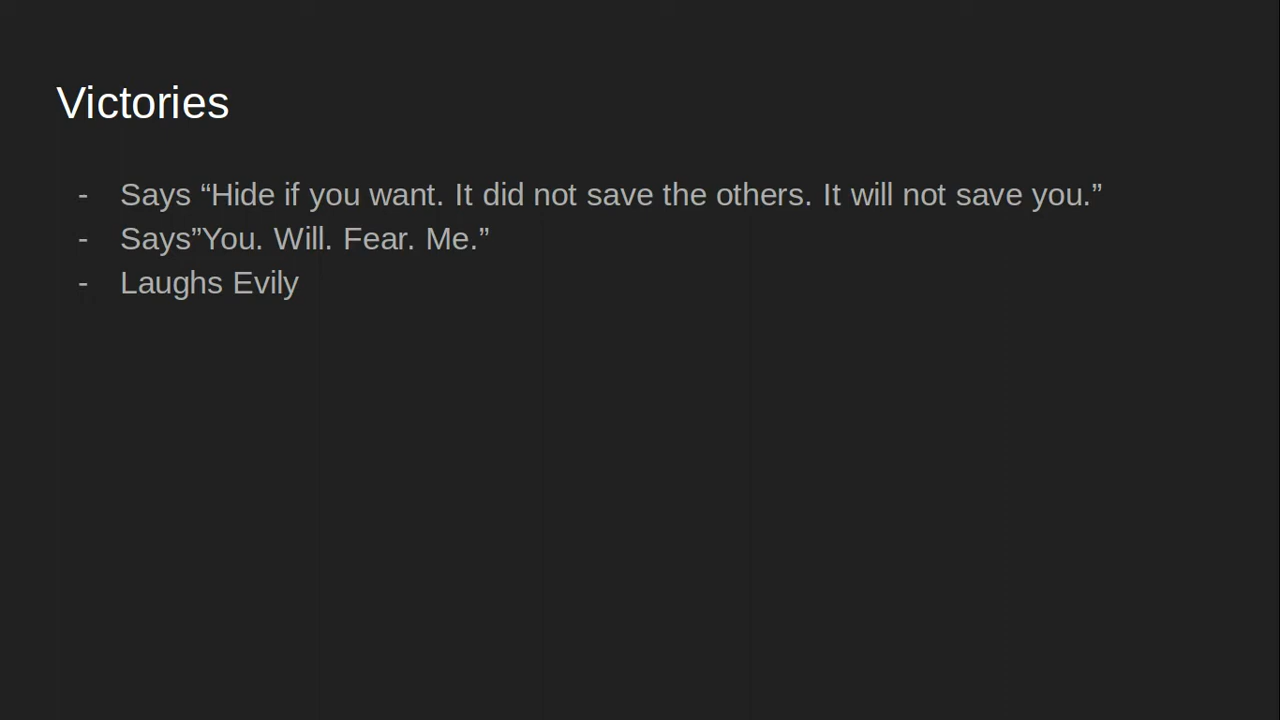 Victories
- Says “Hide if you want. It did not save the others. It will not save you.”
- Says”You. Will. Fear. Me.”
- Laughs Evily